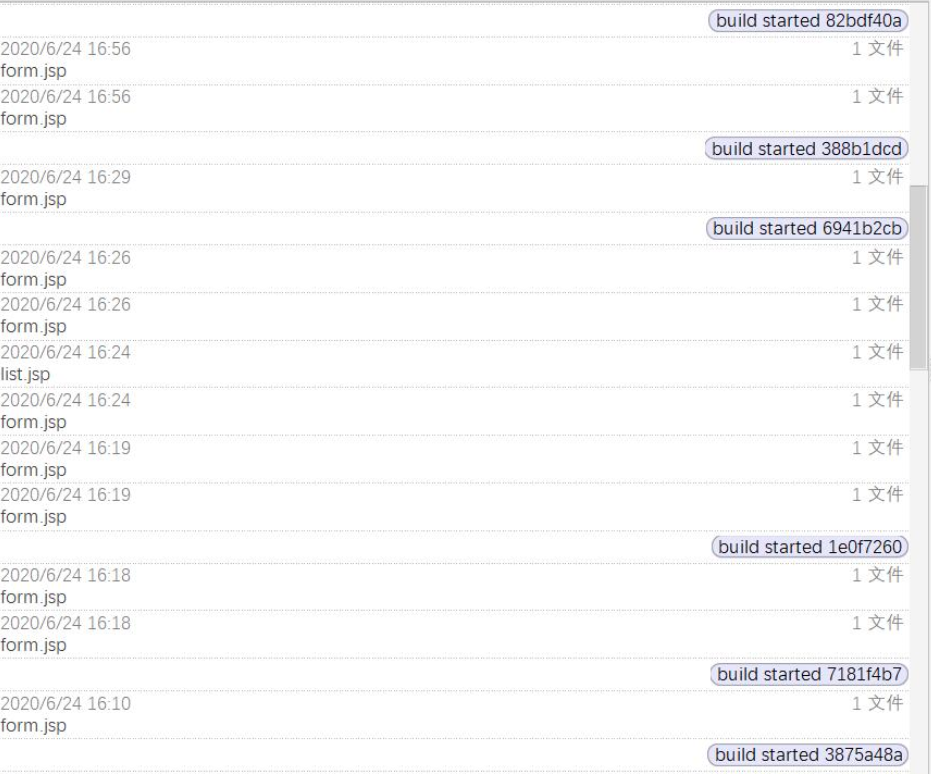 build started 82bdf40a
2020/6/24 16:56 1 文件
form.jsp
2020/6/24 16:56 1 文件
form.jsp
build started 388b1dcd
2020/6/24 16:29 1 文件
form.jsp
build started 6941b2cb
2020/6/24 16:26 1 文件
form.jsp
2020/6/24 16:26 1 文件
form.jsp
2020/6/24 16:24 1 文件
list.jsp
2020/6/24 16:24 1 文件
form.jsp
2020/6/24 16:19 1 文件
form.jsp
2020/6/24 16:19 1 文件
form.jsp
build started 1e0f7260
2020/6/24 16:18 1 文件
form.jsp
2020/6/24 16:18 1 文件
form.jsp
build started 7181f4b7
2020/6/24 16:10 1 文件
form.jsp
build started 3875a48a